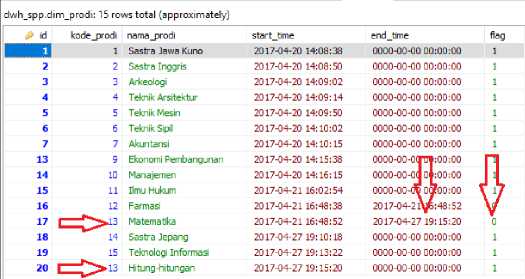 dwh_spp.dim_prodi: 15 rows total (approximately)
id kode_prodi nama_prodi start_time end_time flag
1 1 Sastra Jawa Kuno 2017-04-20 14:08:38 0000-00-00 00:00:00 1
2 2 Sastra Inggris 2017-04-20 14:08:50 0000-00-00 00:00:00 1
3 3 Arkeologi 2017-04-20 14:09:02 0000-00-00 00:00:00 1
4 4 Teknik Arsitektur 2017-04-20 14:09:14 0000-00-00 00:00:00 1
5 5 Teknik Mesin 2017-04-20 14:09:50 0000-00-00 00:00:00 1
6 6 Teknik Sipil 2017-04-20 14:10:02 0000-00-00 00:00:00 1
7 7 Akuntansi 2017-04-20 14:10:15 0000-00-00 00:00:00 1
13 9 Ekonomi Pembangunan 2017-04-20 14:15:38 0000-00-00 00:00:00 1
14 10 Manajemen 2017-04-20 14:16:15 0000-00-00 00:00:00
15 11 Ilmu Hukum 2017-04-21 16:02:54 0000-00-00 00:00:00
16 12 Farmasi 2017-04-21 16:48:38 2017-04-21 16:48:52
17 13 Matematika 2017-04-21 16:48:52 2017-04-27 19:15:20 0
18 14 Sastra Jepang 2017-04-27 19:10:18 0000-00-00 00:00:00 1
19 15 Teknologi Informasi 2017-04-27 19:13:22 0000-00-00 00:00:00 1
20 13 Hitung-hitungan 2017-04-27 19:15:20 0000-00-00 00:00:00 1